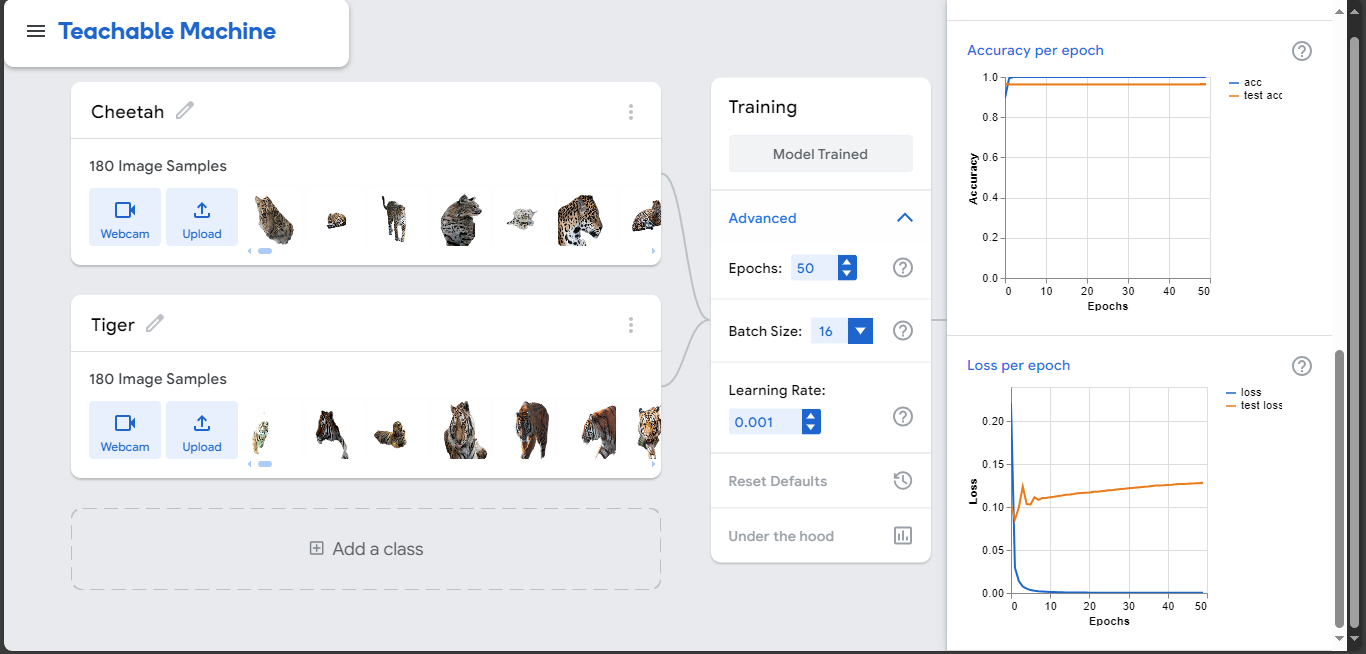 Teachable Machine
Cheetah
180 Image Samples
Webcam
Upload
Tiger
180 Image Samples
Webcam
Upload
Add a class
Training
Model Trained
Advanced
Epochs: 50
Batch Size: 16
Learning Rate:
0.001
Reset Defaults
Under the hood
Accuracy per epoch
1.0
0.8
0.6
0.4
0.2
0.0
Accuracy
0 10 20 30 40 50
Epochs
acc
test acc
Loss per epoch
0.20
0.15
0.10
0.05
0.00
Loss
0 10 20 30 40 50
Epochs
loss
test loss